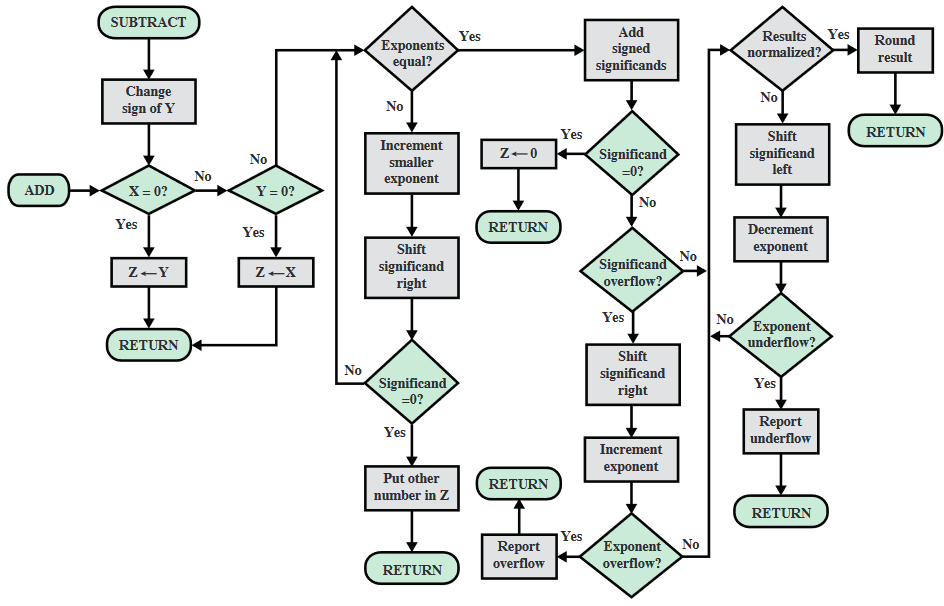 SUBTRACT
Change
sign of Y
ADD
X = 0?
No
Yes
Z ← Y
RETURN
Y = 0?
No
Yes
Z ← X
Exponents
equal?
Yes
No
Increment
smaller
exponent
Shift
significand
right
Significand
=0?
No
Yes
Put other
number in Z
RETURN
Add
signed
significands
Significand
=0?
Yes
Z ← 0
RETURN
No
Significand
overflow?
No
Yes
Shift
significand
right
Increment
exponent
Exponent
overflow?
Yes
Report
overflow
RETURN
No
Results
normalized?
Yes
Round
result
RETURN
No
Shift
significand
left
Decrement
exponent
Exponent
underflow?
No
Yes
Report
underflow
RETURN